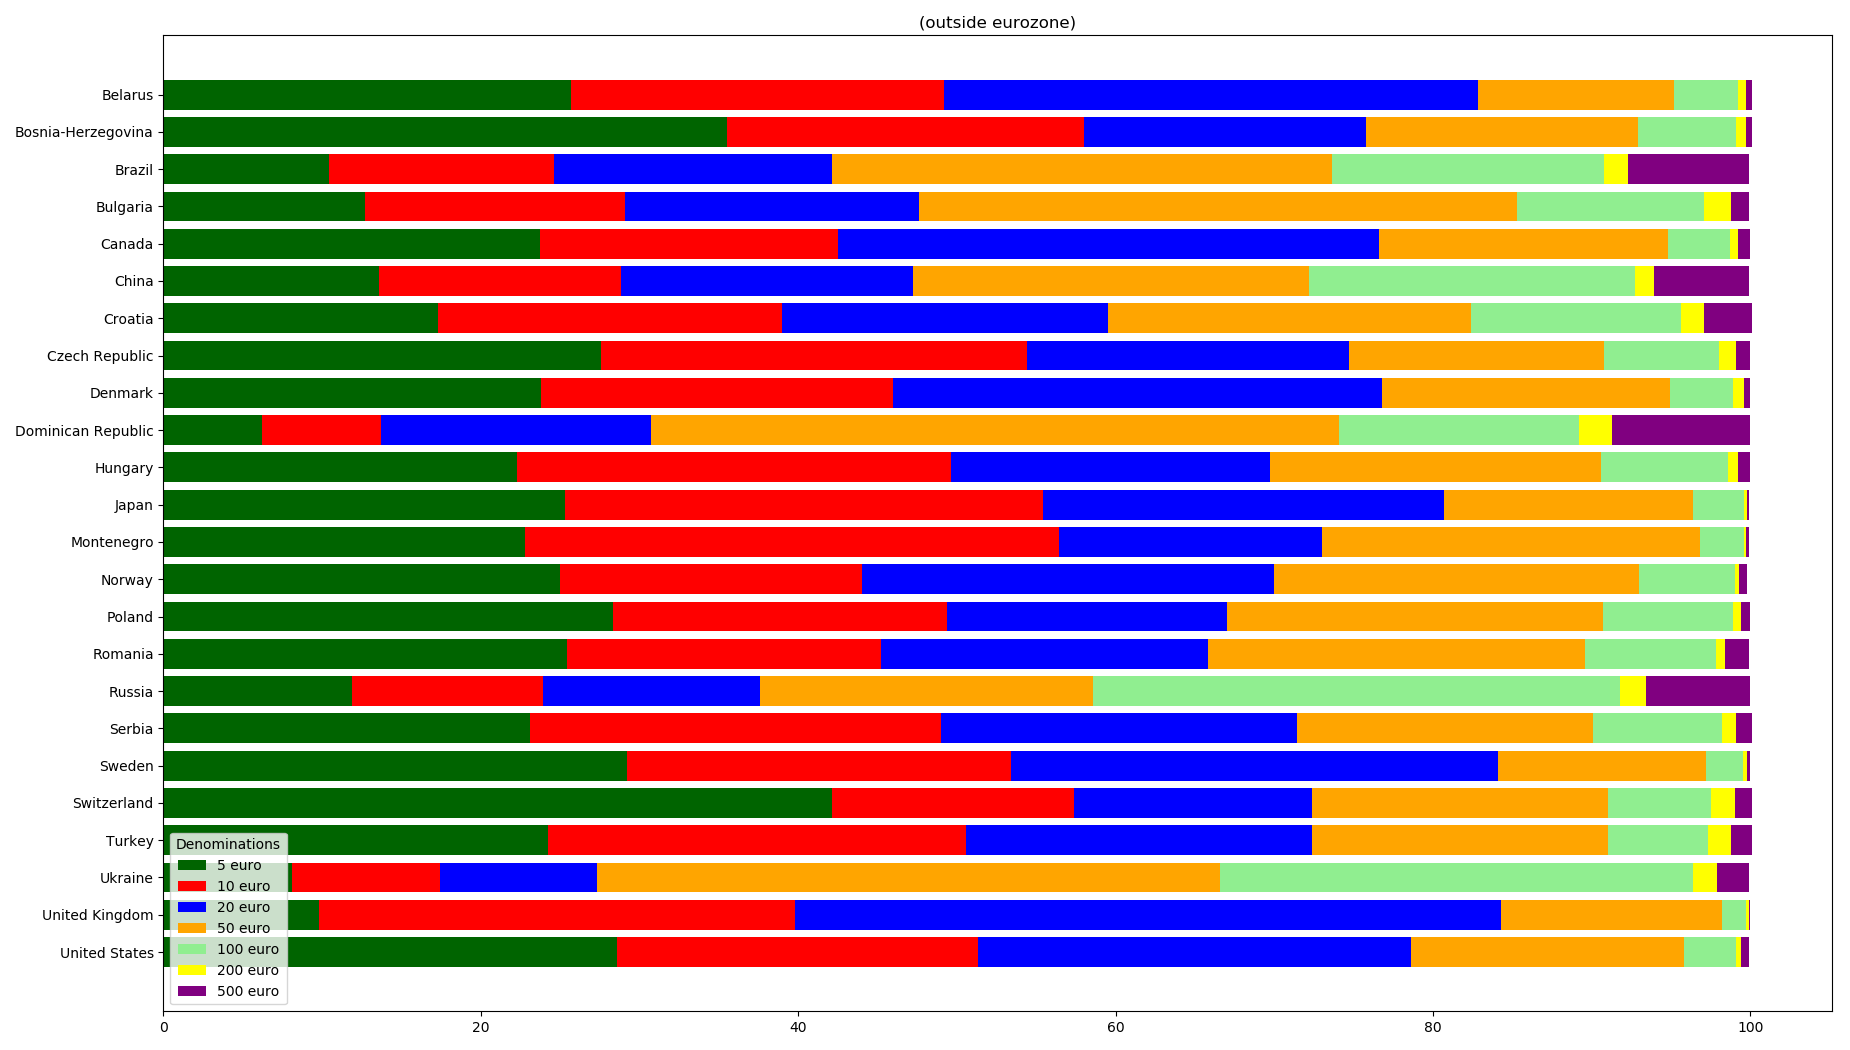 (outside eurozone)
Belarus
Bosnia-Herzegovina
Brazil
Bulgaria
Canada
China
Croatia
Czech Republic
Denmark
Dominican Republic
Hungary
Japan
Montenegro
Norway
Poland
Romania
Russia
Serbia
Sweden
Switzerland
Turkey
Ukraine
United Kingdom
United States
Denominations
5 euro
10 euro
20 euro
50 euro
100 euro
200 euro
500 euro
0 20 40 60 80 100